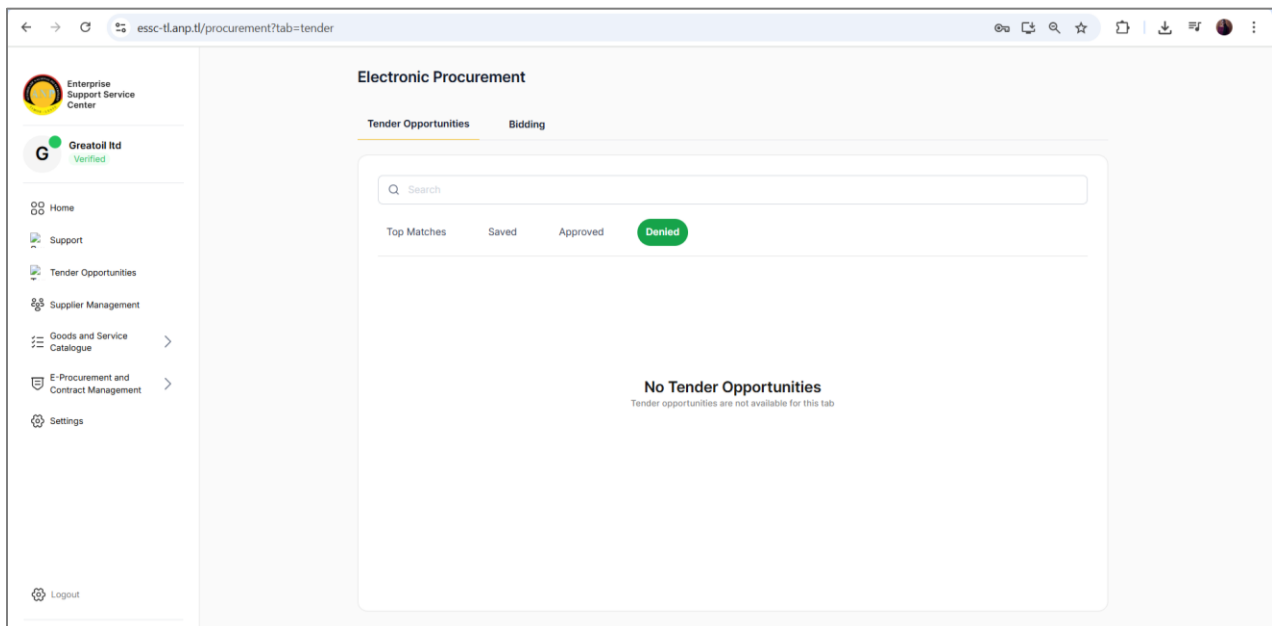 essc-tl.anp.tl/procurement?tab=tender
Enterprise
Support Service
Center
G
Greatoil ltd
Verified
Home
Support
Tender Opportunities
Supplier Management
Goods and Service
Catalogue
E-Procurement and
Contract Management
Settings
Logout
Electronic Procurement
Tender Opportunities
Bidding
Search
Top Matches
Saved
Approved
Denied
No Tender Opportunities
Tender opportunities are not available for this tab